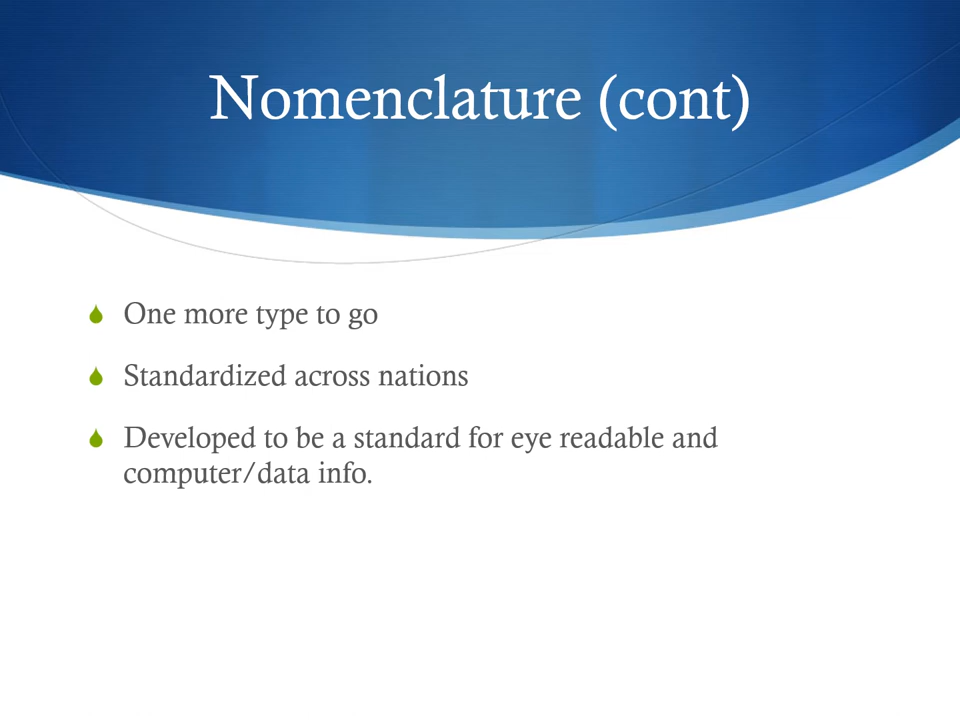 Nomenclature (cont)
One more type to go
Standardized across nations
Developed to be a standard for eye readable and
computer/data info.